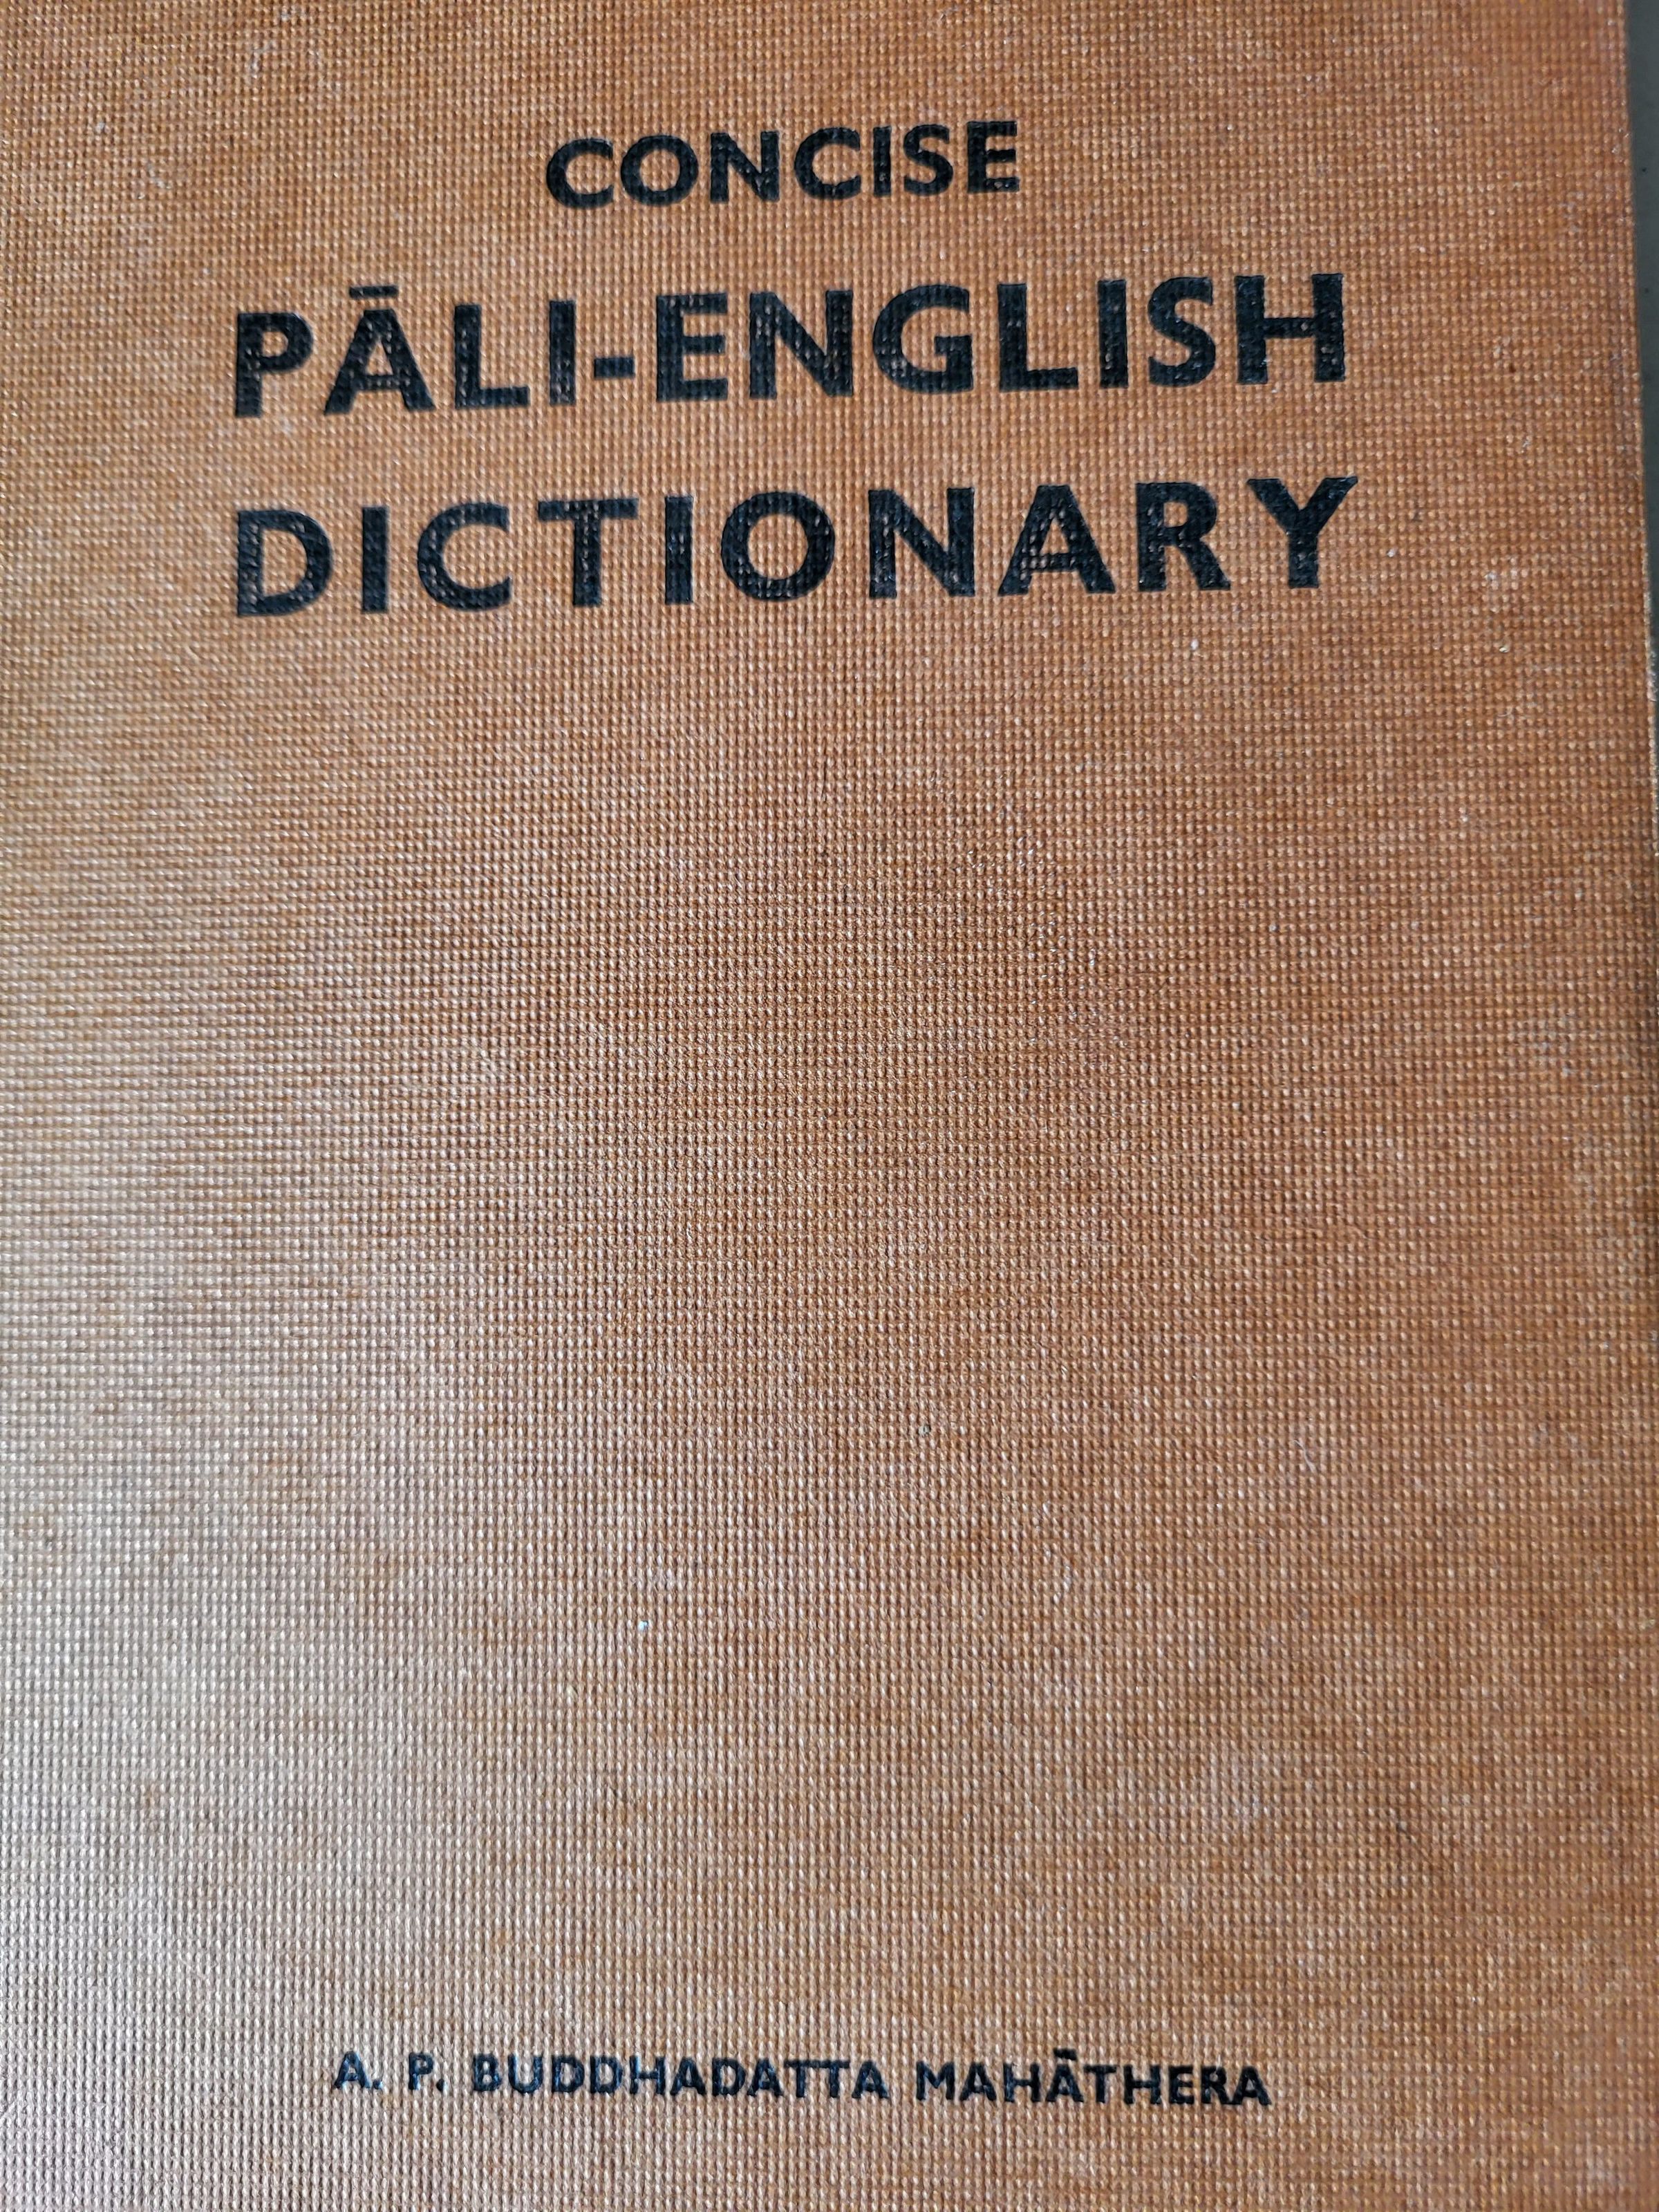 CONCISE
PĀLI-ENGLISH
DICTIONARY
A. P. BUDDHADATTA MAHĀTHERA